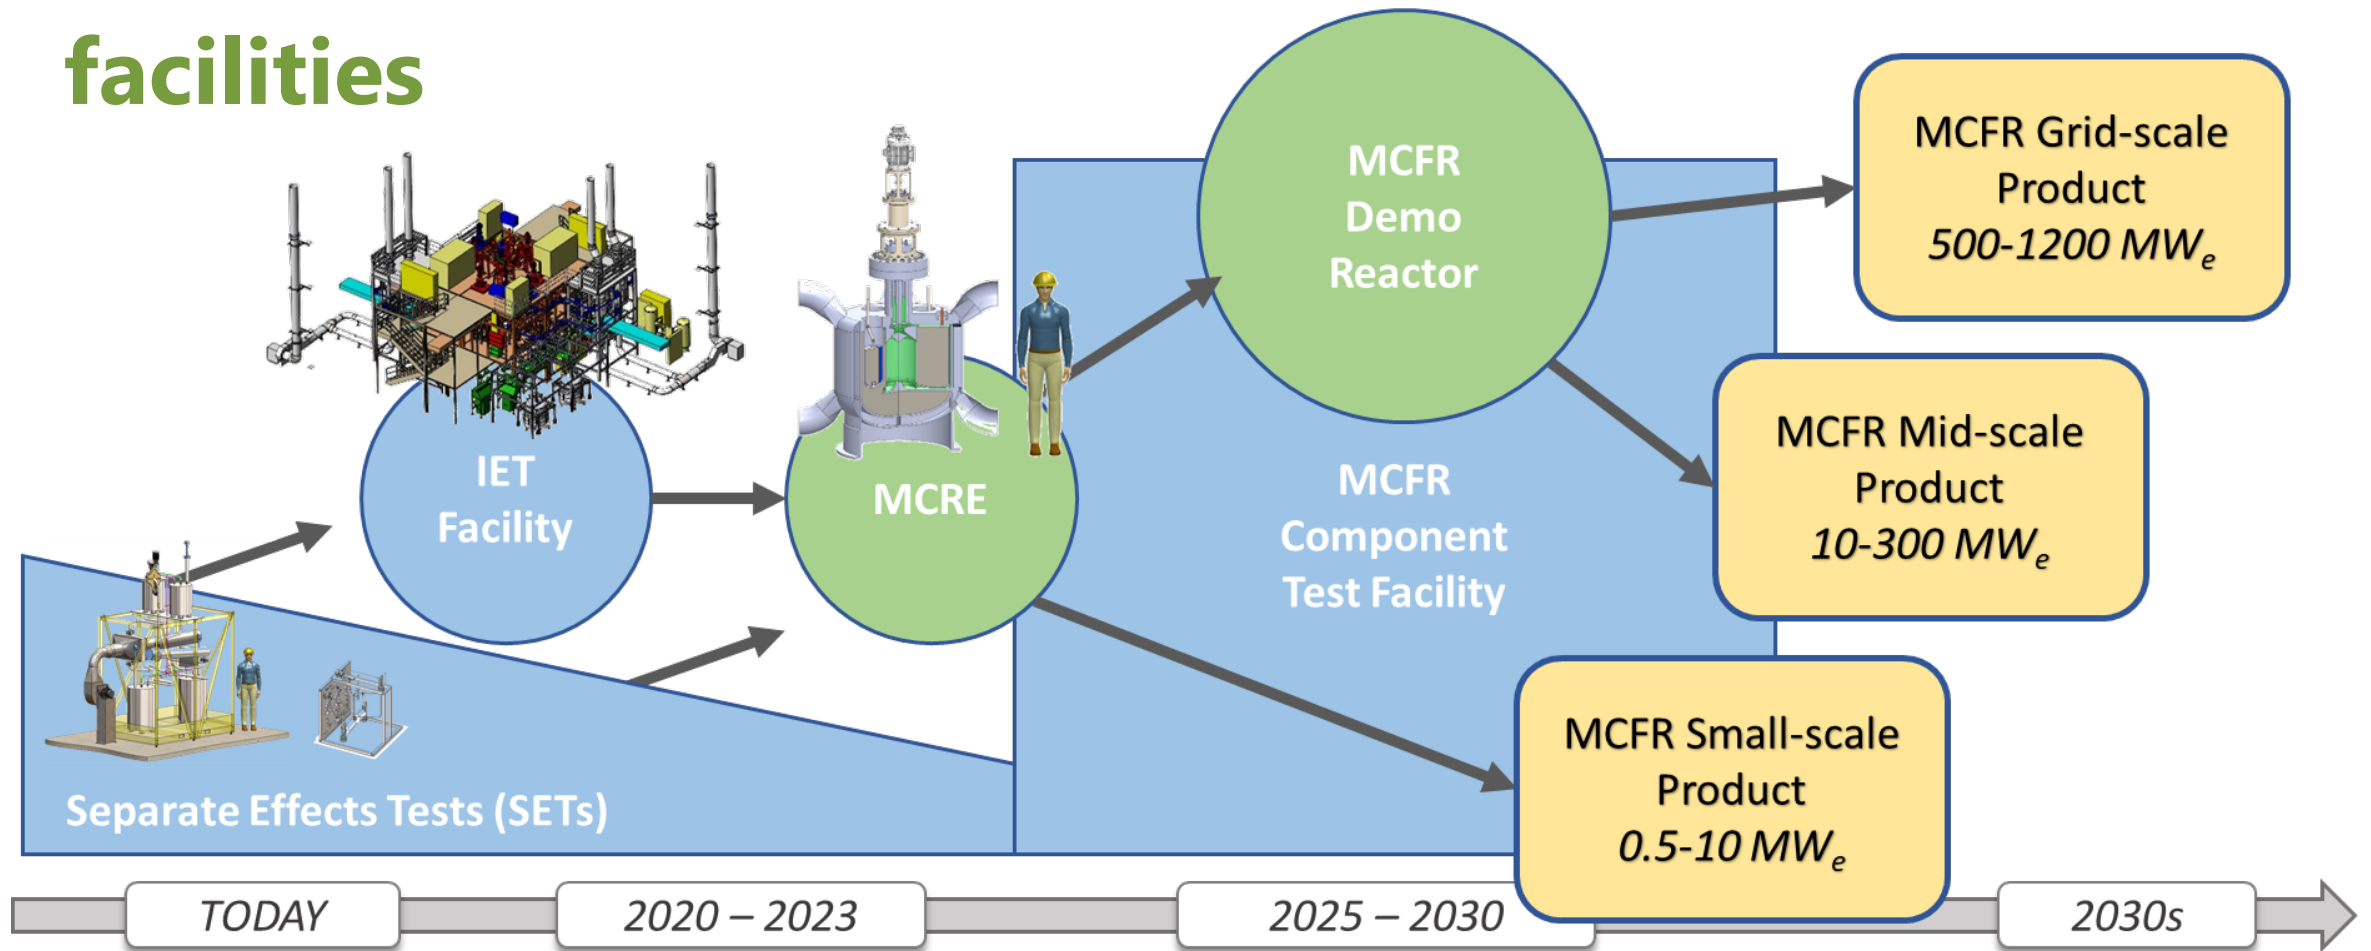 facilities
IET
Facility
MCRE
MCFR
Demo
Reactor
MCFR
Component
Test Facility
MCFR Grid-scale
Product
500-1200 MWe
MCFR Mid-scale
Product
10-300 MWe
MCFR Small-scale
Product
0.5-10 MWe
Separate Effects Tests (SETs)
TODAY
2020 – 2023
2025 – 2030
2030s